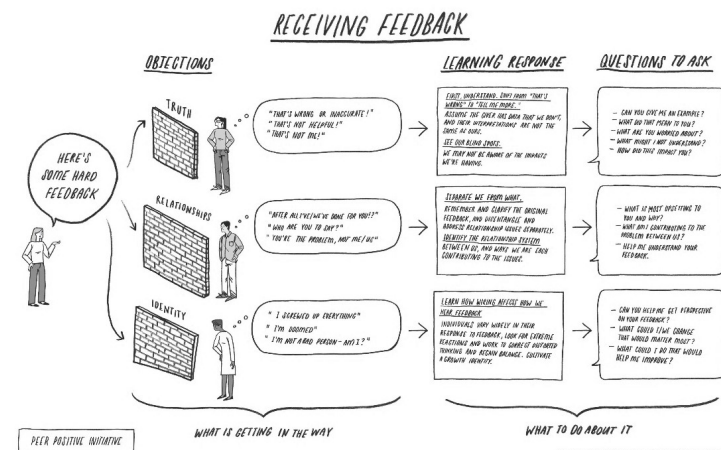 RECEIVING FEEDBACK
OBJECTIONS
LEARNING RESPONSE
QUESTIONS TO ASK
HERE'S
SOME HARD
FEEDBACK
TRUTH
"THAT'S WRONG OR INACCURATE!"
"THAT'S NOT HELPFUL!"
"THAT'S NOT ME!"
FIRST, UNDERSTAND. SHIFT FROM "THAT'S
WRONG" TO "TELL ME MORE."
ASSUME THE GIVER HAS DATA THAT WE DON'T,
AND THEIR INTERPRETATIONS ARE NOT THE
SAME AS OURS.
SEE OUR BLIND SPOTS.
WE MAY NOT BE AWARE OF THE IMPACTS
WE'RE HAVING.
- CAN YOU GIVE ME AN EXAMPLE?
- WHAT DID THAT MEAN TO YOU?
- WHAT ARE YOU WORRIED ABOUT?
- WHAT MIGHT I NOT UNDERSTAND?
- HOW DID THIS IMPACT YOU?
RELATIONSHIPS
"AFTER ALL I'VE/WE'VE DONE FOR YOU!?"
"WHO ARE YOU TO SAY?"
"YOU'RE THE PROBLEM, NOT ME/US"
SEPARATE WE FROM WHAT.
REMEMBER AND CLARIFY THE ORIGINAL
FEEDBACK, AND DISENTANGLE AND
ADDRESS RELATIONSHIP ISSUES SEPARATELY.
IDENTIFY THE RELATIONSHIP SYSTEM
BETWEEN US, AND WAYS WE ARE EACH
CONTRIBUTING TO THE ISSUES.
- WHAT IS MOST UPSETTING TO
YOU AND WHY?
- WHAT AM I CONTRIBUTING TO THE
PROBLEM BETWEEN US?
- HELP ME UNDERSTAND YOUR
FEEDBACK.
IDENTITY
"I SCREWED UP EVERYTHING"
"I'M DOOMED"
"I'M NOT A BAD PERSON - AM I?"
LEARN HOW WIRING AFFECTS HOW WE
HEAR FEEDBACK
INDIVIDUALS VARY WIDELY IN THEIR
RESPONSE TO FEEDBACK, LOOK FOR EXTREME
REACTIONS AND WORK TO CORRECT DISTORTED
THINKING AND REGAIN BALANCE. CULTIVATE
A GROWTH IDENTITY.
- CAN YOU HELP ME GET PERSPECTIVE
ON YOUR FEEDBACK?
- WHAT COULD I/WE CHANGE
THAT WOULD MATTER MOST?
- WHAT COULD I DO THAT WOULD
HELP ME IMPROVE?
WHAT IS GETTING IN THE WAY
WHAT TO DO ABOUT IT
PEER POSITIVE INITIATIVE